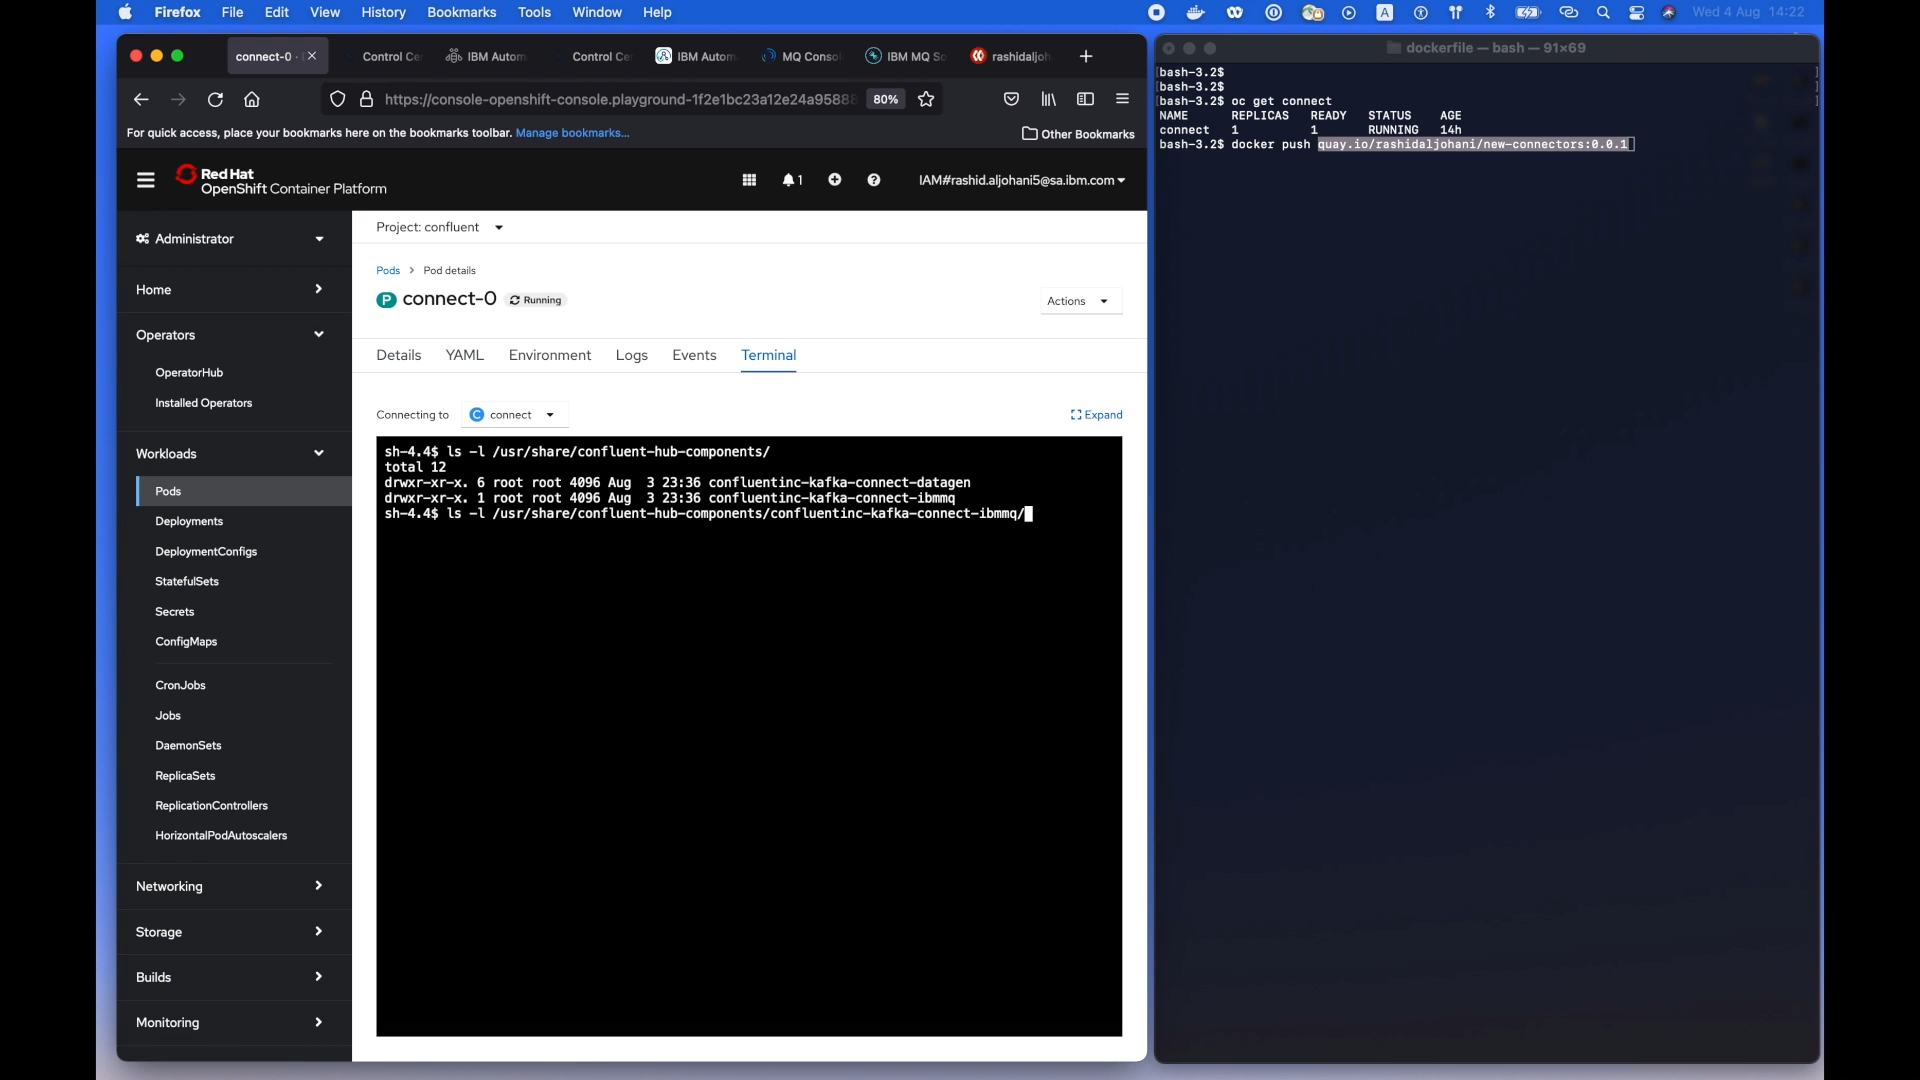 Firefox File Edit View History Bookmarks Tools Window Help
A
Wed 4 Aug 14:22
connect-0 ·
Control Ce
IBM Autom
Control Ce
IBM Autom
MQ Consol
IBM MQ So
rashidaljoh
https://console-openshift-console.playground-1f2e1bc23a12e24a95888
80%
For quick access, place your bookmarks here on the bookmarks toolbar. Manage bookmarks...
Other Bookmarks
Red Hat
OpenShift Container Platform
1
IAM#rashid.aljohani5@sa.ibm.com
Administrator
Home
Operators
OperatorHub
Installed Operators
Workloads
Pods
Deployments
DeploymentConfigs
StatefulSets
Secrets
ConfigMaps
CronJobs
Jobs
DaemonSets
ReplicaSets
ReplicationControllers
HorizontalPodAutoscalers
Networking
Storage
Builds
Monitoring
Project: confluent
Pods > Pod details
P connect-0 Running
Actions
Details YAML Environment Logs Events Terminal
Connecting to C connect
Expand
sh-4.4$ ls -l /usr/share/confluent-hub-components/
total 12
drwxr-xr-x. 6 root root 4096 Aug  3 23:36 confluentinc-kafka-connect-datagen
drwxr-xr-x. 1 root root 4096 Aug  3 23:36 confluentinc-kafka-connect-ibmmq
sh-4.4$ ls -l /usr/share/confluent-hub-components/confluentinc-kafka-connect-ibmmq/
dockerfile — bash — 91×69
[bash-3.2$ ]
[bash-3.2$ ]
[bash-3.2$ oc get connect ]
NAME REPLICAS READY STATUS AGE
connect 1 1 RUNNING 14h
bash-3.2$ docker push quay.io/rashidaljohani/new-connectors:0.0.1